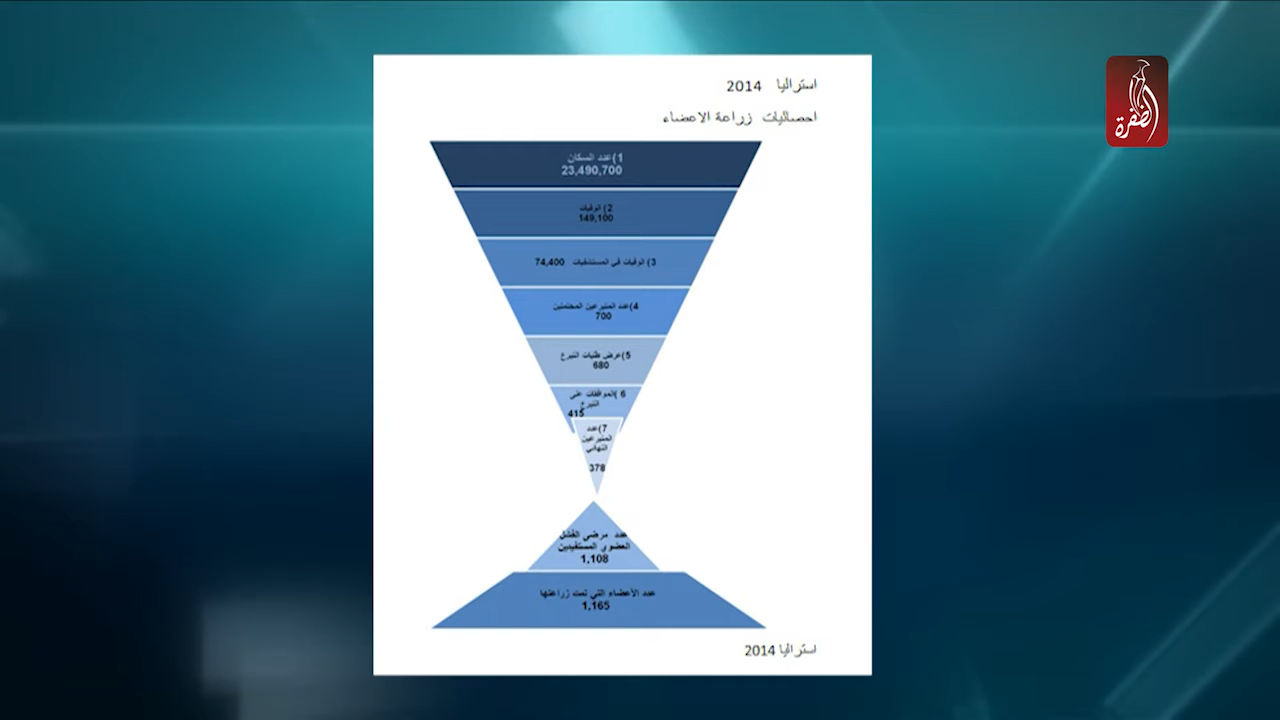 استراليا 2014
احصائيات زراعة الاعضاء
الظفرة
1) عدد السكان
23,490,700
2) الوفيات
149,100
3) الوفيات في المستشفيات 74,400
4) عدد المتبرعين المحتملين
700
5) عرض طلبات التبرع
680
6) الموافقات على
التبرع
415
7) عدد
المتبرعين
النهائي
378
عدد مرضى الفشل
العضوي المستفيدين
1,108
عدد الأعضاء التي تمت زراعتها
1,165
استراليا 2014